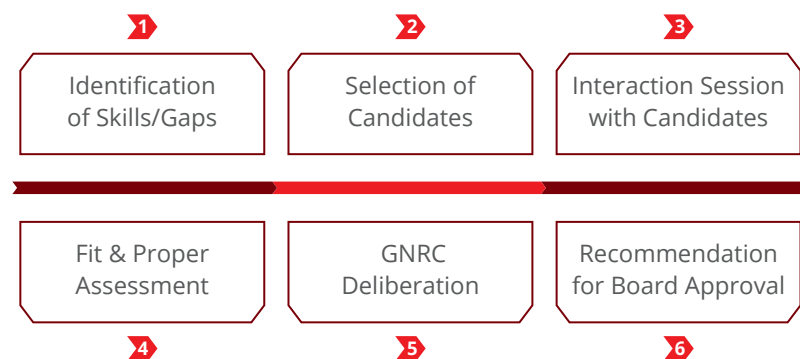 1
Identification
of Skills/Gaps
2
Selection of
Candidates
3
Interaction Session
with Candidates
Fit & Proper
Assessment
4
GNRC
Deliberation
5
Recommendation
for Board Approval
6